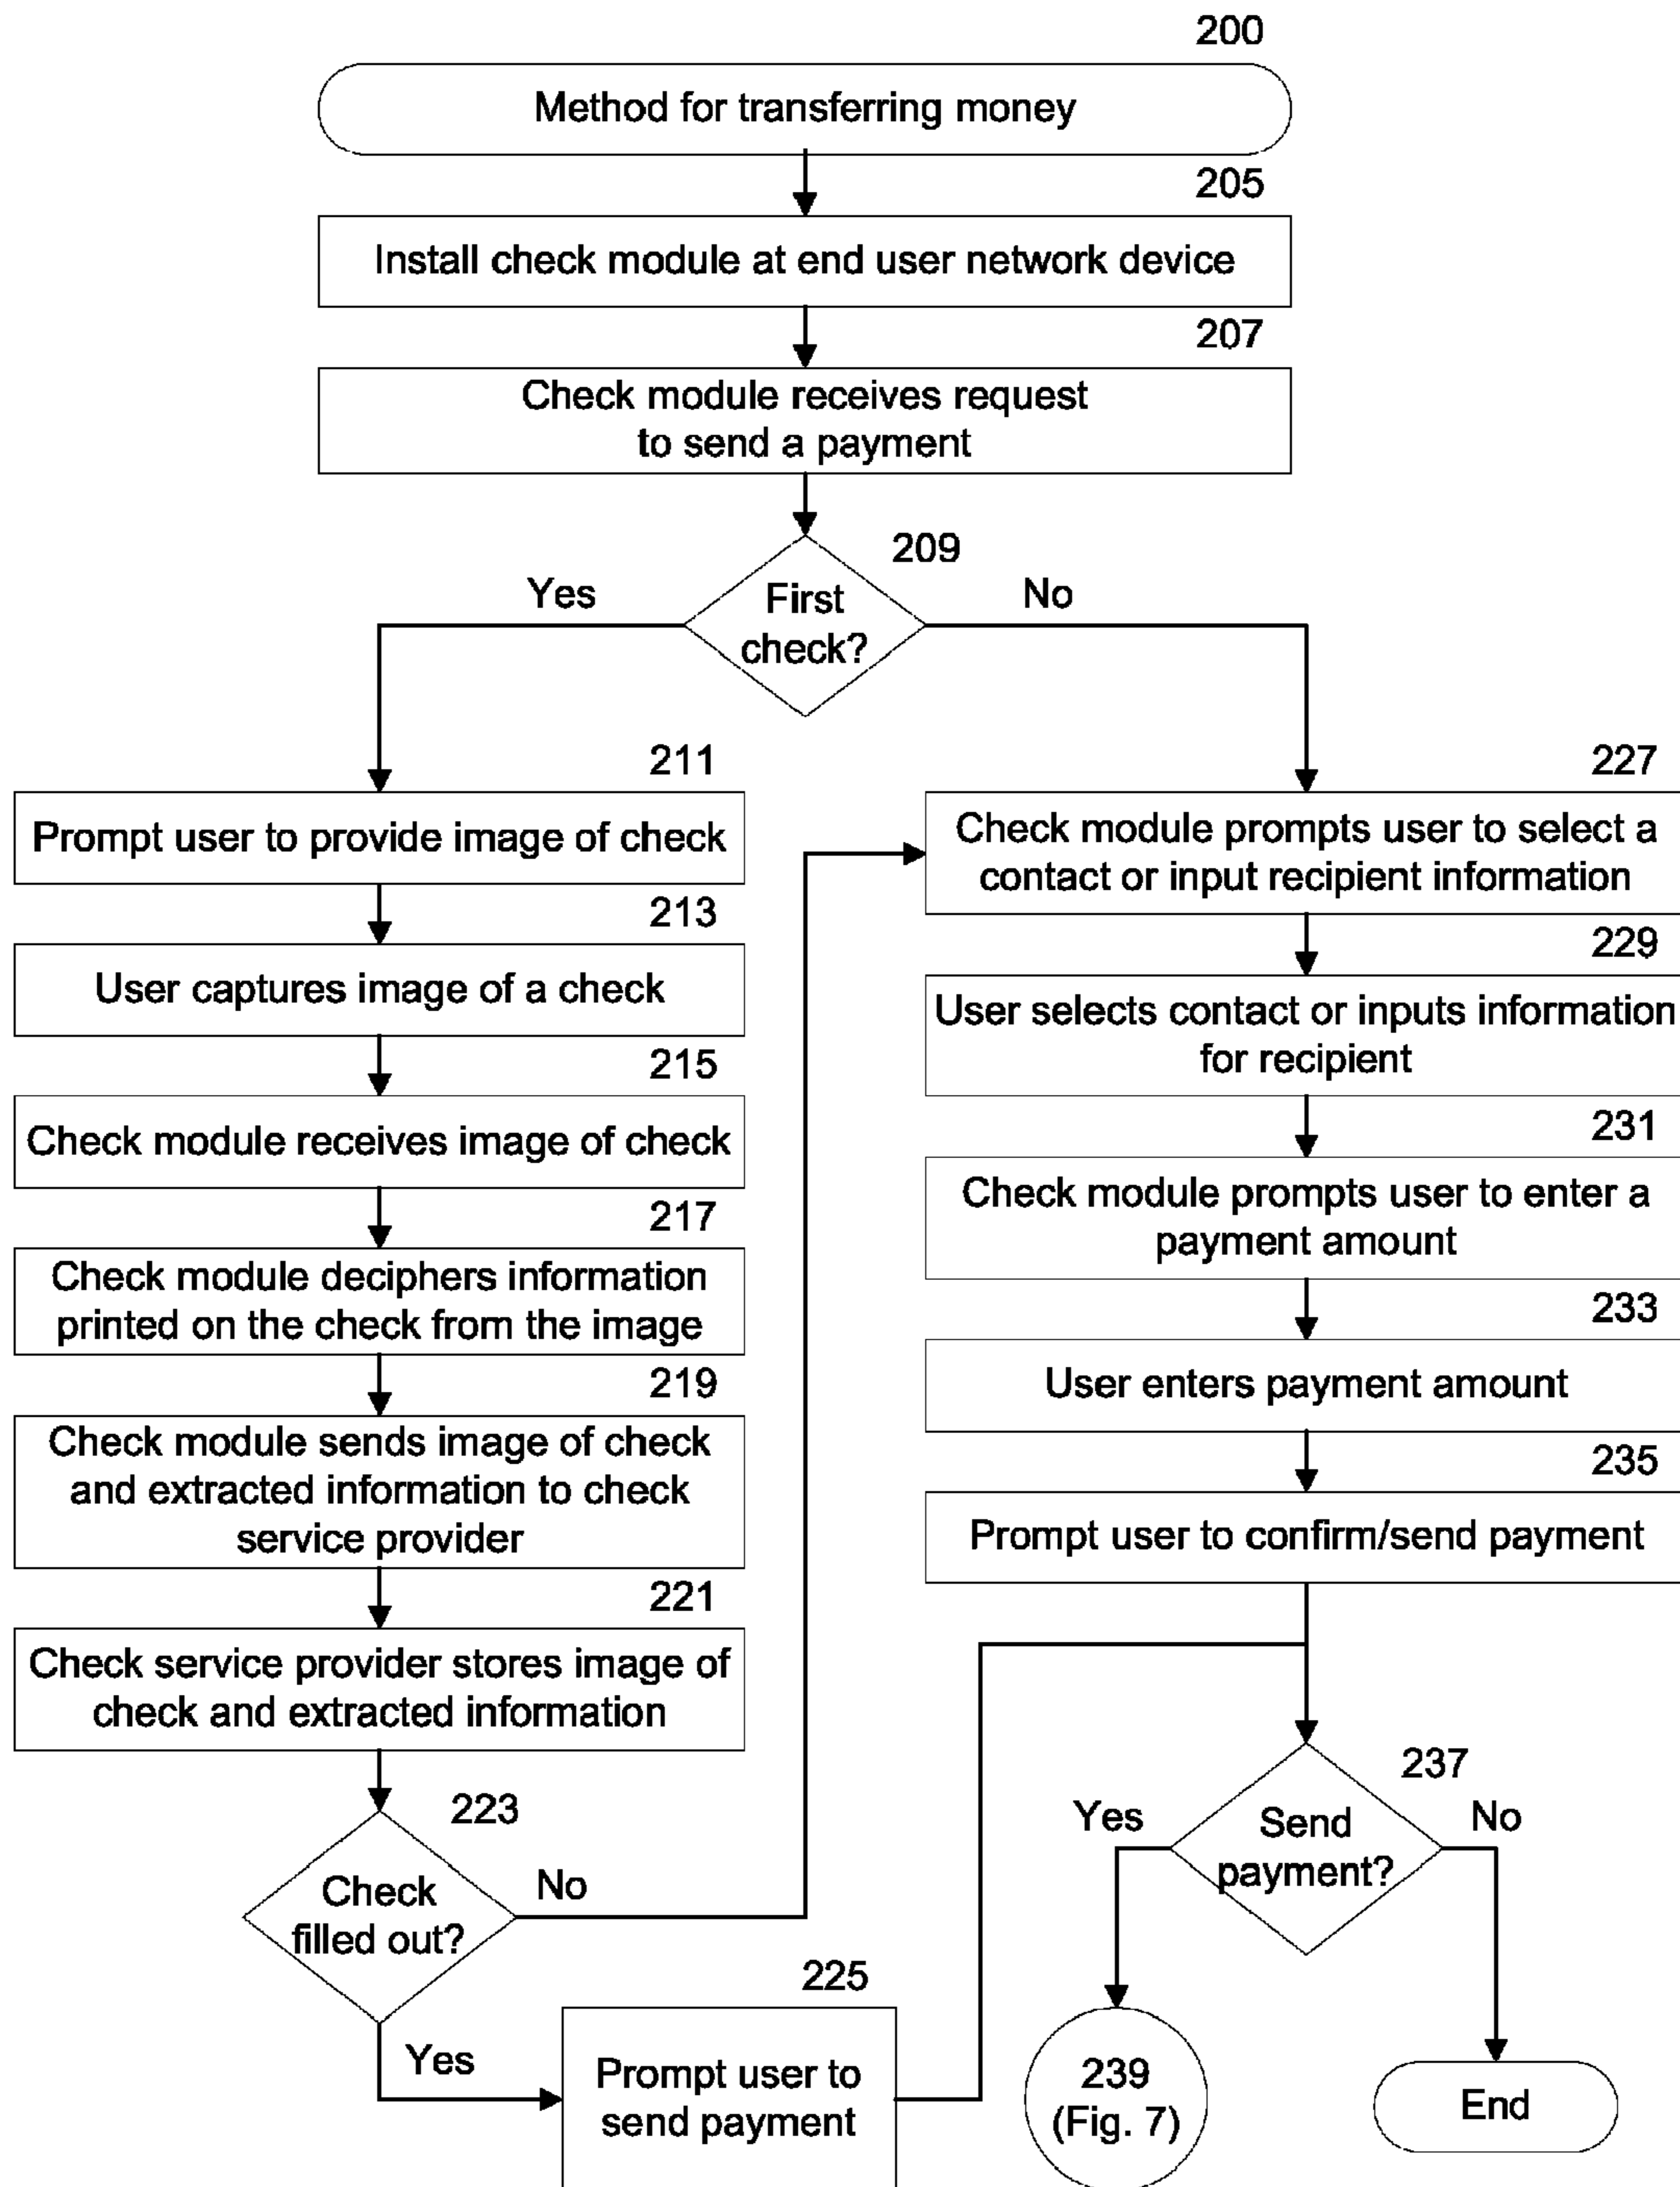 200
Method for transferring money
205
Install check module at end user network device
207
Check module receives request
to send a payment
209
First
check?
Yes
No
211
Prompt user to provide image of check
213
User captures image of a check
215
Check module receives image of check
217
Check module deciphers information
printed on the check from the image
219
Check module sends image of check
and extracted information to check
service provider
221
Check service provider stores image of
check and extracted information
223
Check
filled out?
No
Yes
225
Prompt user to
send payment
227
Check module prompts user to select a
contact or input recipient information
229
User selects contact or inputs information
for recipient
231
Check module prompts user to enter a
payment amount
233
User enters payment amount
235
Prompt user to confirm/send payment
237
Send
payment?
Yes
No
239
(Fig. 7)
End